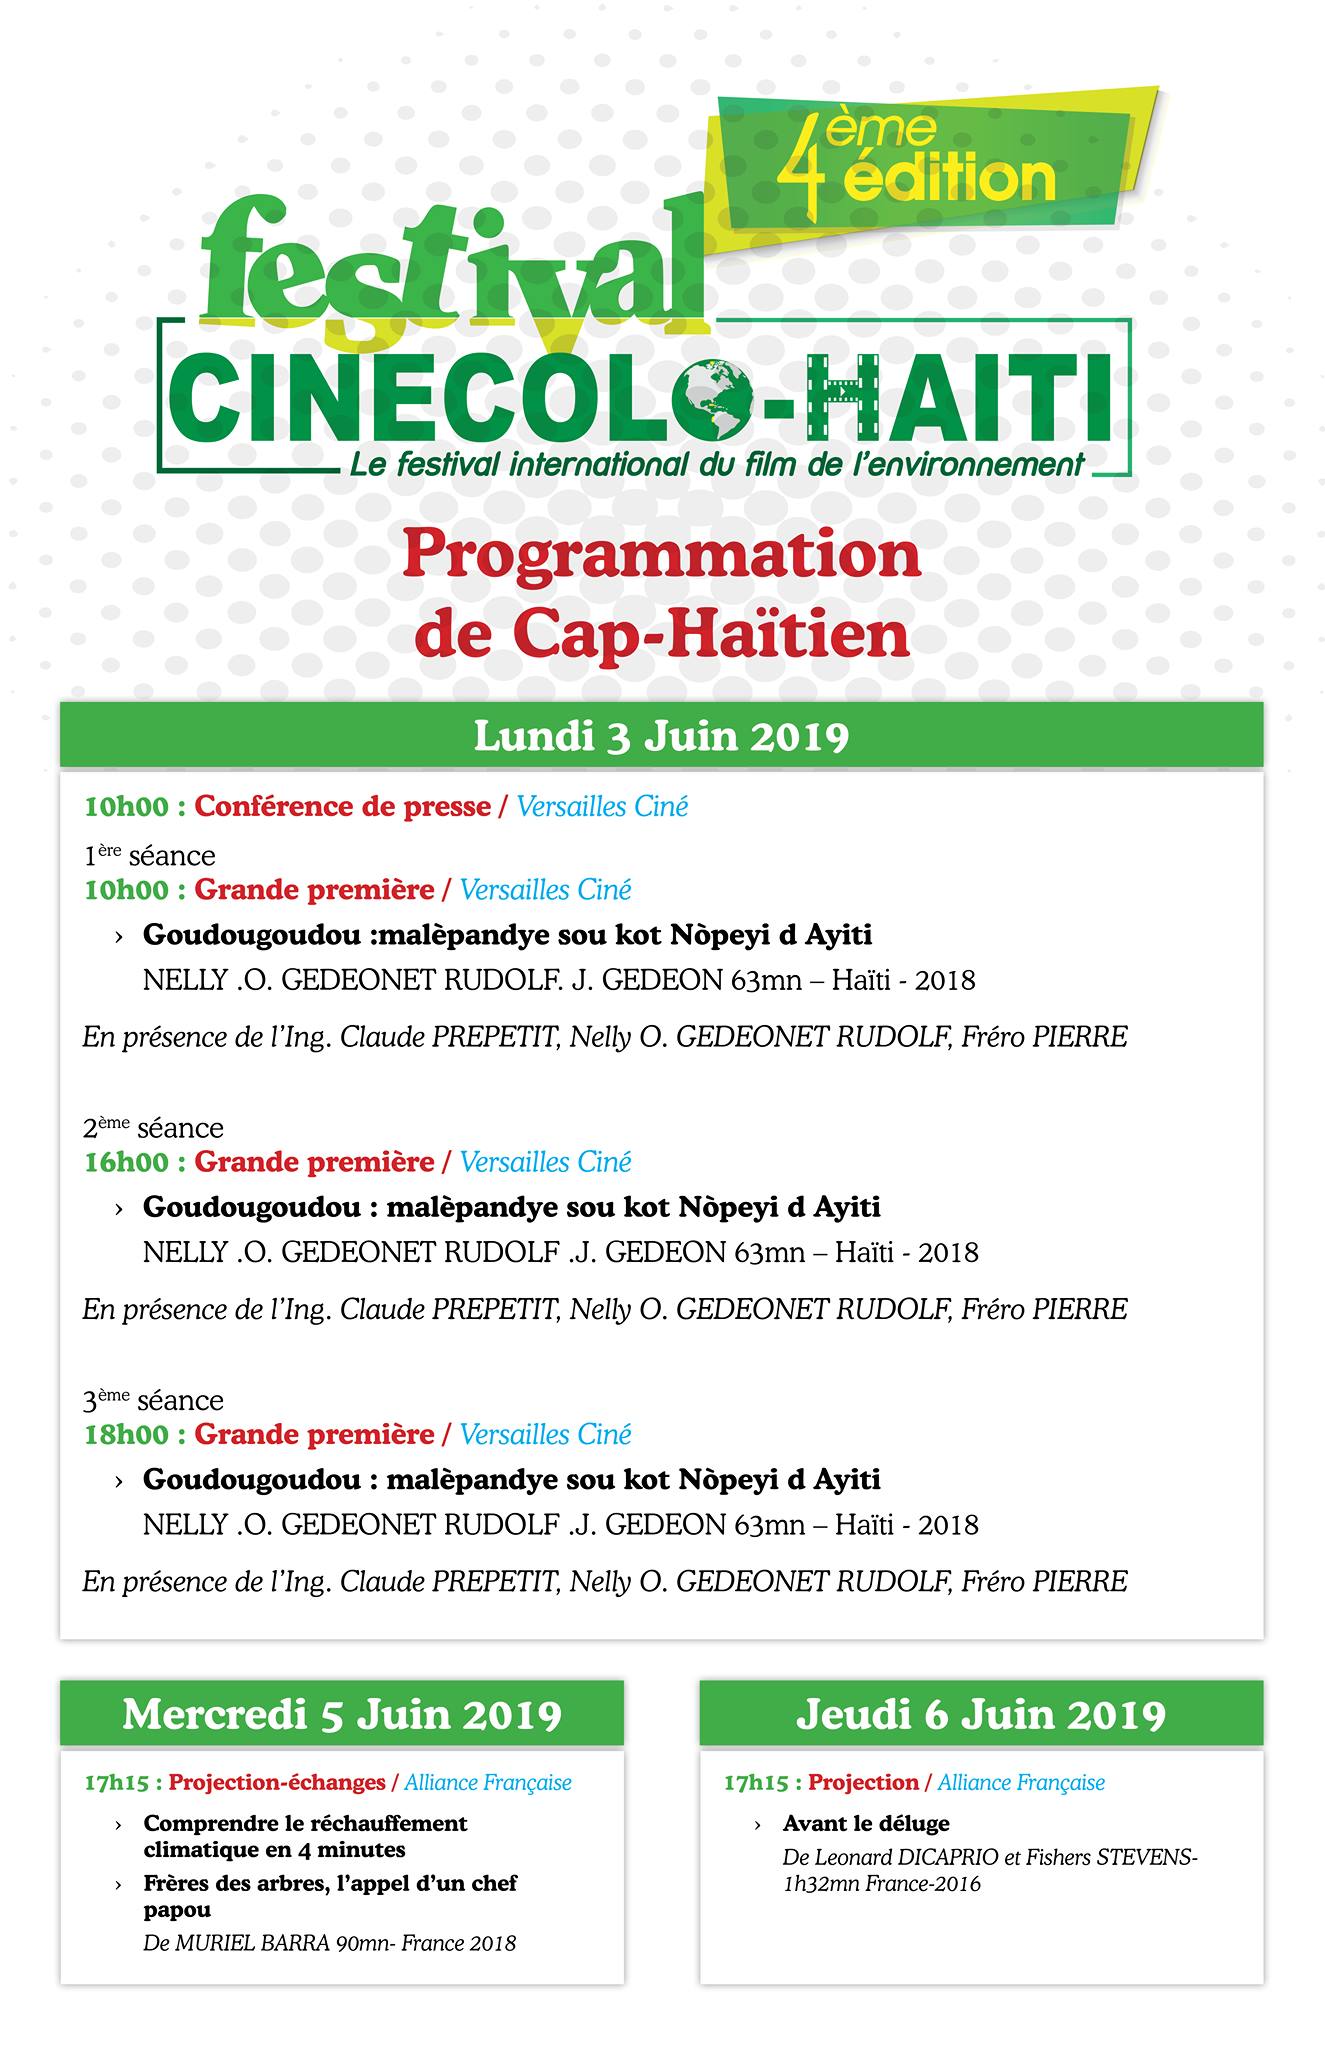 4ème édition
festival
CINECOLO-HAITI
Le festival international du film de l'environnement
Programmation
de Cap-Haïtien
Lundi 3 Juin 2019
10h00 : Conférence de presse / Versailles Ciné
1ère séance
10h00 : Grande première / Versailles Ciné
› Goudougoudou :malèpandye sou kot Nòpeyi d Ayiti
NELLY .O. GEDEONET RUDOLF. J. GEDEON 63mn – Haïti - 2018
En présence de l'Ing. Claude PREPETIT, Nelly O. GEDEONET RUDOLF, Fréro PIERRE
2ème séance
16h00 : Grande première / Versailles Ciné
› Goudougoudou : malèpandye sou kot Nòpeyi d Ayiti
NELLY .O. GEDEONET RUDOLF .J. GEDEON 63mn – Haïti - 2018
En présence de l'Ing. Claude PREPETIT, Nelly O. GEDEONET RUDOLF, Fréro PIERRE
3ème séance
18h00 : Grande première / Versailles Ciné
› Goudougoudou : malèpandye sou kot Nòpeyi d Ayiti
NELLY .O. GEDEONET RUDOLF .J. GEDEON 63mn – Haïti - 2018
En présence de l'Ing. Claude PREPETIT, Nelly O. GEDEONET RUDOLF, Fréro PIERRE
Mercredi 5 Juin 2019
17h15 : Projection-échanges / Alliance Française
› Comprendre le réchauffement
climatique en 4 minutes
› Frères des arbres, l'appel d'un chef
papou
De MURIEL BARRA 90mn- France 2018
Jeudi 6 Juin 2019
17h15 : Projection / Alliance Française
› Avant le déluge
De Leonard DICAPRIO et Fishers STEVENS-
1h32mn France-2016